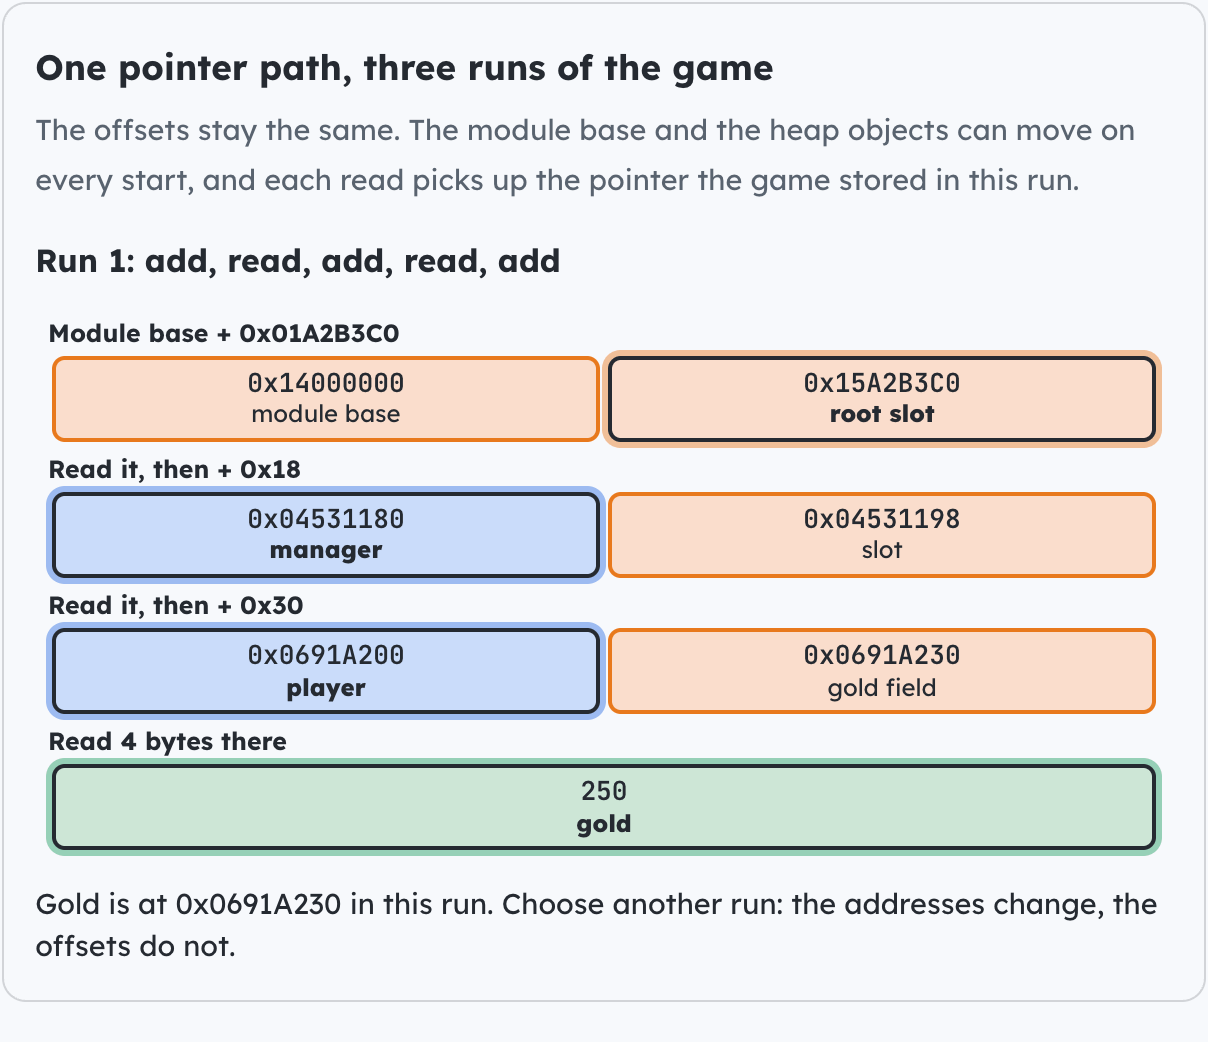 One pointer path, three runs of the game
The offsets stay the same. The module base and the heap objects can move on
every start, and each read picks up the pointer the game stored in this run.
Run 1: add, read, add, read, add
Module base + 0x01A2B3C0
0x14000000
module base
0x15A2B3C0
root slot
Read it, then + 0x18
0x04531180
manager
0x04531198
slot
Read it, then + 0x30
0x0691A200
player
0x0691A230
gold field
Read 4 bytes there
250
gold
Gold is at 0x0691A230 in this run. Choose another run: the addresses change, the
offsets do not.